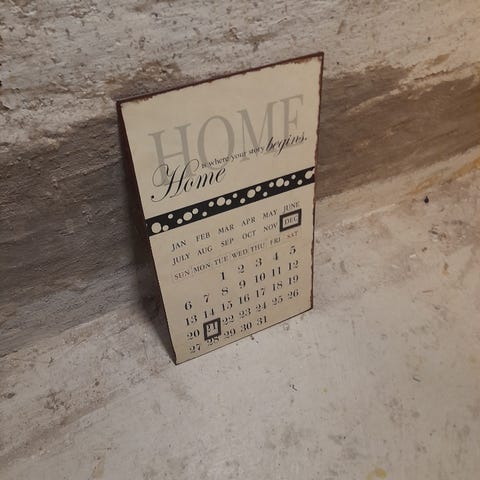 HOME
Home is where your story begins.
JAN FEB MAR APR MAY JUNE
JULY AUG SEP OCT NOV DEC
SUN MON TUE WED THU FRI SAT
1 2 3 4 5
6 7 8 9 10 11 12
13 14 15 16 17 18 19
20 21 22 23 24 25 26
27 28 29 30 31